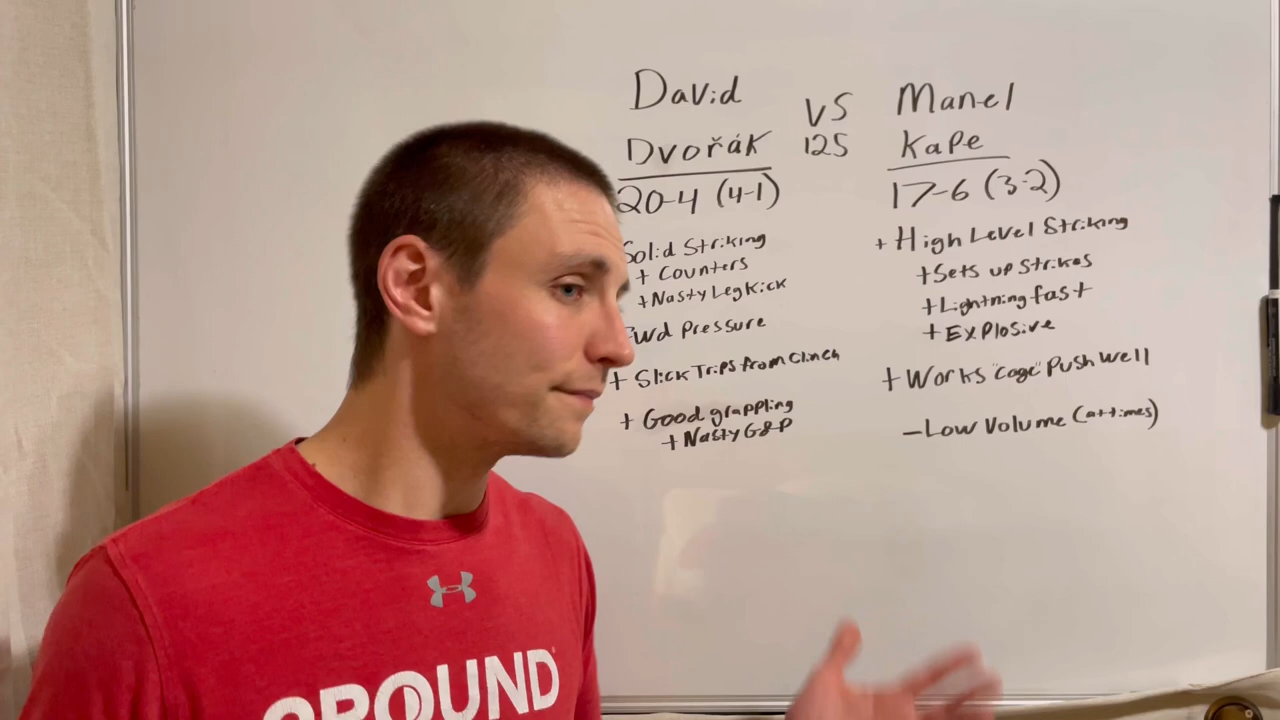 David
Dvořák
20-4 (4-1)
Solid Striking
+ Counters
+ Nasty Leg Kick
Fwd Pressure
+ Slick Trips from Clinch
+ Good grappling
+ Nasty G&P
VS
125
Manel
Kape
17-6 (3-2)
+ High Level Striking
+ Sets up Strikes
+ Lightning fast
+ Explosive
+ Works "cage" Push well
- Low Volume (at times)
GROUND